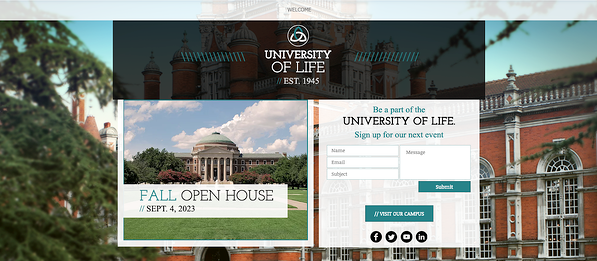 WELCOME
UNIVERSITY
OF LIFE
// EST. 1945
FALL OPEN HOUSE
// SEPT. 4, 2023
Be a part of the
UNIVERSITY OF LIFE.
Sign up for our next event
Name
Message
Email
Subject
Submit
// VISIT OUR CAMPUS